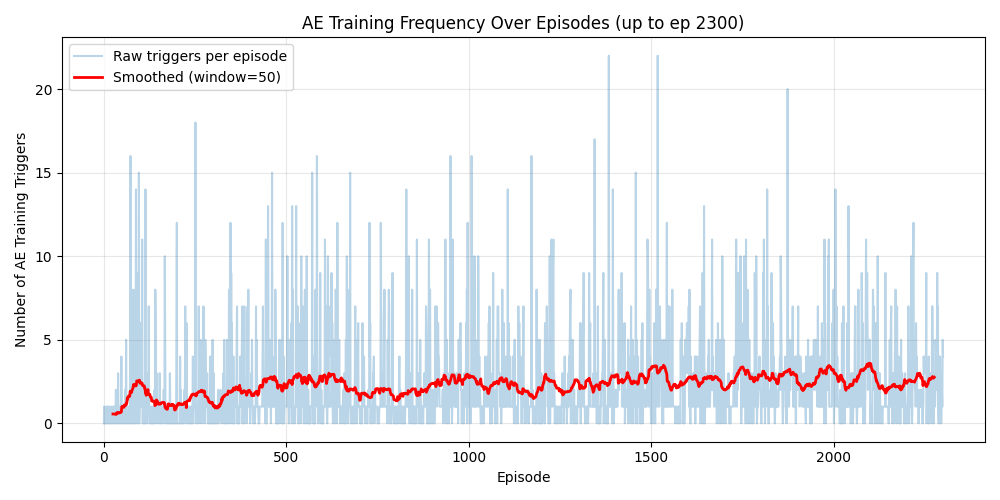 AE Training Frequency Over Episodes (up to ep 2300)
Raw triggers per episode
Smoothed (window=50)
Number of AE Training Triggers
20
15
10
5
0
0 500 1000 1500 2000
Episode